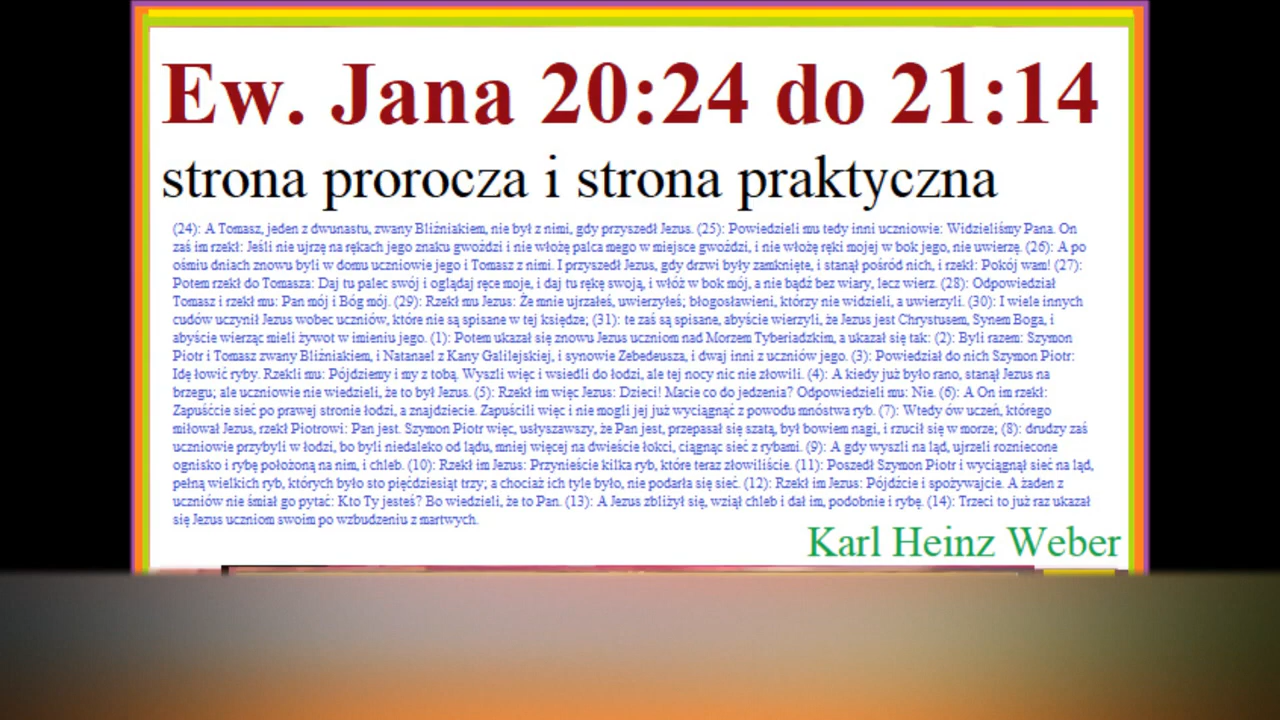 Ew. Jana 20:24 do 21:14
strona prorocza i strona praktyczna
(24): A Tomasz, jeden z dwunastu, zwany Bliźniakiem, nie był z nimi, gdy przyszedł Jezus. (25): Powiedzieli mu tedy inni uczniowie: Widzieliśmy Pana. On
zaś im rzekł: Jeśli nie ujrzę na rękach jego znaku gwoździ i nie włożę palca mego w miejsce gwoździ, i nie włożę ręki mojej w bok jego, nie uwierzę. (26): A po
ośmiu dniach znowu byli w domu uczniowie jego i Tomasz z nimi. I przyszedł Jezus, gdy drzwi były zamknięte, i stanął pośród nich, i rzekł: Pokój wam! (27):
Potem rzekł do Tomasza: Daj tu palec swój i oglądaj ręce moje, i daj tu rękę swoją, i włóż w bok mój, a nie bądź bez wiary, lecz wierz. (28): Odpowiedział
Tomasz i rzekł mu: Pan mój i Bóg mój. (29): Rzekł mu Jezus: Że mnie ujrzałeś, uwierzyłeś; błogosławieni, którzy nie widzieli, a uwierzyli. (30): I wiele innych
cudów uczynił Jezus wobec uczniów, które nie są spisane w tej księdze; (31): te zaś są spisane, abyście wierzyli, że Jezus jest Chrystusem, Synem Boga, i
abyście wierząc mieli żywot w imieniu jego. (1): Potem ukazał się znowu Jezus uczniom nad Morzem Tyberiadzkim, a ukazał się tak: (2): Byli razem: Szymon
Piotr i Tomasz zwany Bliźniakiem, i Natanael z Kany Galilejskiej, i synowie Zebedeusza, i dwaj inni z uczniów jego. (3): Powiedział do nich Szymon Piotr:
Idę łowić ryby. Rzekli mu: Pójdziemy i my z tobą. Wyszli więc i wsiedli do łodzi, ale tej nocy nic nie złowili. (4): A kiedy już było rano, stanął Jezus na
brzegu; ale uczniowie nie wiedzieli, że to był Jezus. (5): Rzekł im więc Jezus: Dzieci! Macie co do jedzenia? Odpowiedzieli mu: Nie. (6): A On im rzekł:
Zapuśćcie sieć po prawej stronie łodzi, a znajdziecie. Zapuścili więc i nie mogli jej już wyciągnąć z powodu mnóstwa ryb. (7): Wtedy ów uczeń, którego
miłował Jezus, rzekł Piotrowi: Pan jest. Szymon Piotr więc, usłyszawszy, że Pan jest, przepasał się szatą, był bowiem nagi, i rzucił się w morze; (8): drudzy zaś
uczniowie przybyli w łodzi, bo byli niedaleko od lądu, mniej więcej na dwieście łokci, ciągnąc sieć z rybami. (9): A gdy wyszli na ląd, ujrzeli rozniecone
ognisko i rybę położoną na nim, i chleb. (10): Rzekł im Jezus: Przynieście kilka ryb, które teraz złowiliście. (11): Poszedł Szymon Piotr i wyciągnął sieć na ląd,
pełną wielkich ryb, których było sto pięćdziesiąt trzy; a chociaż ich tyle było, nie podarła się sieć. (12): Rzekł im Jezus: Pójdźcie i spożywajcie. A żaden z
uczniów nie śmiał go pytać: Kto Ty jesteś? Bo wiedzieli, że to Pan. (13): A Jezus zbliżył się, wziął chleb i dał im, podobnie i rybę. (14): Trzeci to już raz ukazał
się Jezus uczniom swoim po wzbudzeniu z martwych.
Karl Heinz Weber